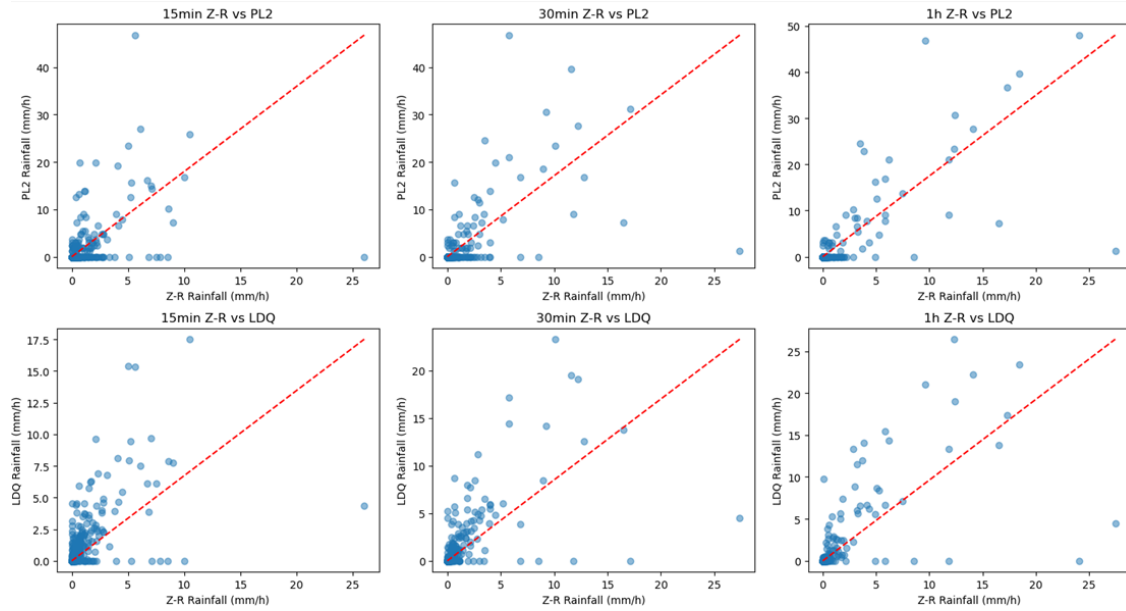 15min Z-R vs PL2
PL2 Rainfall (mm/h)
40
30
20
10
0
0 5 10 15 20 25
Z-R Rainfall (mm/h)
30min Z-R vs PL2
PL2 Rainfall (mm/h)
40
30
20
10
0
0 5 10 15 20 25
Z-R Rainfall (mm/h)
1h Z-R vs PL2
PL2 Rainfall (mm/h)
50
40
30
20
10
0
0 5 10 15 20 25
Z-R Rainfall (mm/h)
15min Z-R vs LDQ
LDQ Rainfall (mm/h)
17.5
15.0
12.5
10.0
7.5
5.0
2.5
0.0
0 5 10 15 20 25
Z-R Rainfall (mm/h)
30min Z-R vs LDQ
LDQ Rainfall (mm/h)
20
15
10
5
0
0 5 10 15 20 25
Z-R Rainfall (mm/h)
1h Z-R vs LDQ
LDQ Rainfall (mm/h)
25
20
15
10
5
0
0 5 10 15 20 25
Z-R Rainfall (mm/h)